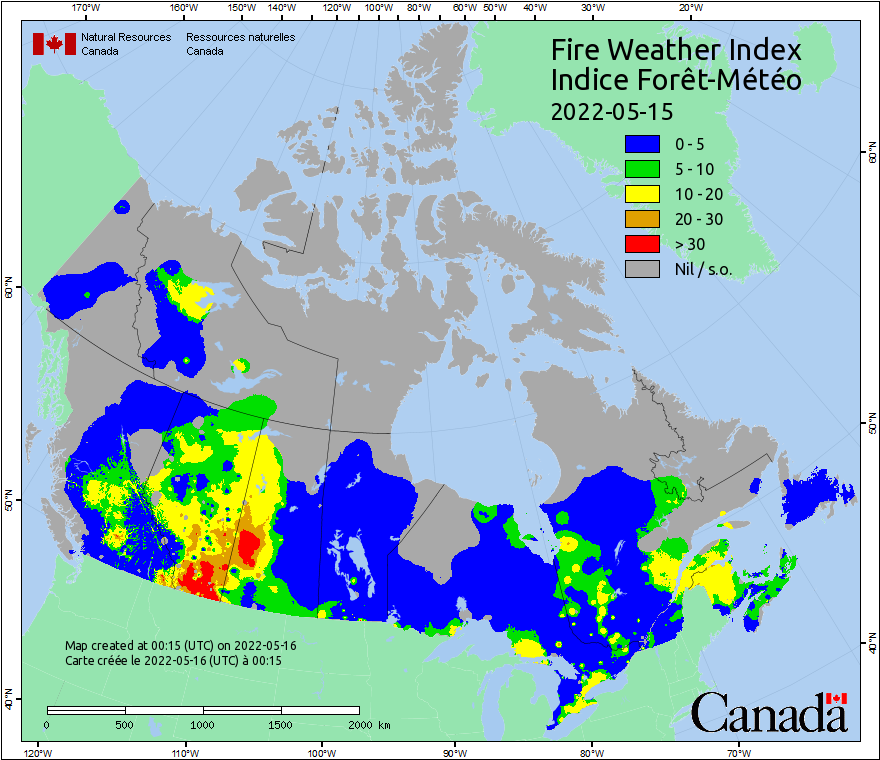 170°W 160°W 150°W 140°W 130°W 120°W 110°W 100°W 90°W 80°W 70°W 60°W 50°W 40°W 30°W 20°W
Natural Resources Canada
Ressources naturelles Canada
Fire Weather Index
Indice Forêt-Météo
2022-05-15
0 - 5
5 - 10
10 - 20
20 - 30
> 30
Nil / s.o.
60°N
50°N
40°N
60°N
50°N
40°N
Map created at 00:15 (UTC) on 2022-05-16
Carte créée le 2022-05-16 (UTC) à 00:15
0 500 1000 1500 2000 km
Canada
120°W 110°W 100°W 90°W 80°W 70°W